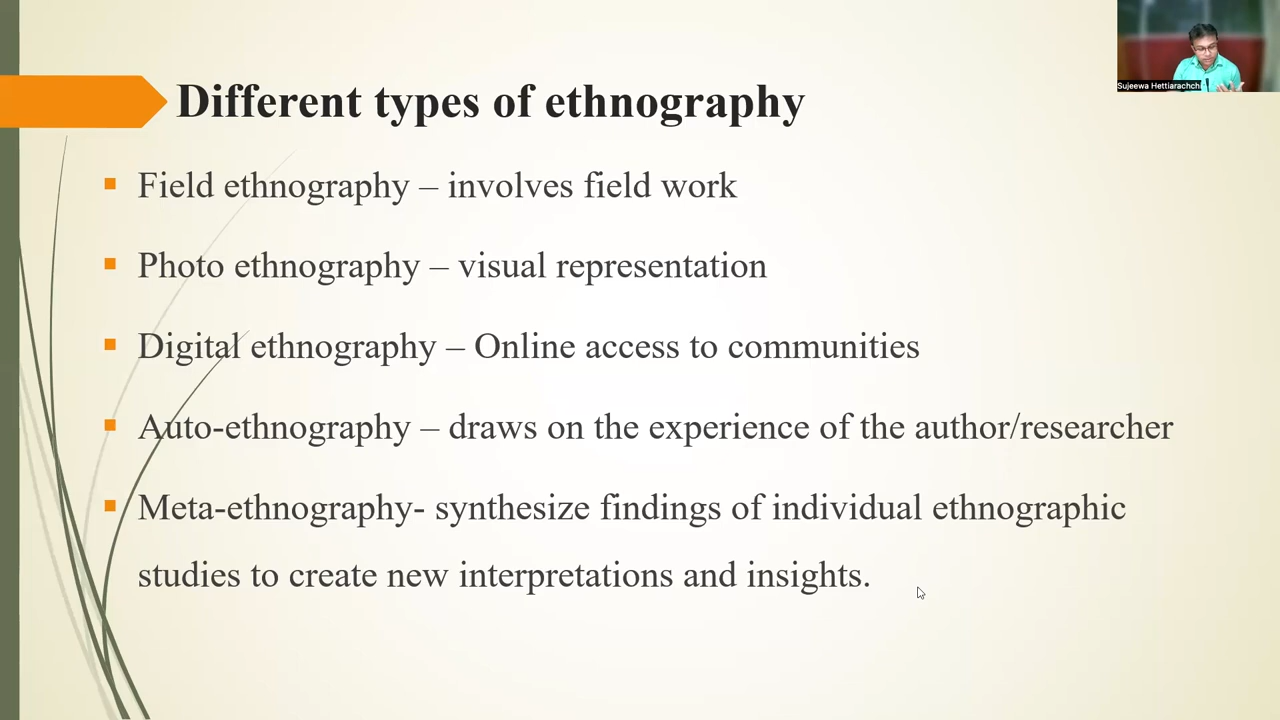 Sujeewa Hettiarachchi
Different types of ethnography
Field ethnography – involves field work
Photo ethnography – visual representation
Digital ethnography – Online access to communities
Auto-ethnography – draws on the experience of the author/researcher
Meta-ethnography- synthesize findings of individual ethnographic
studies to create new interpretations and insights.